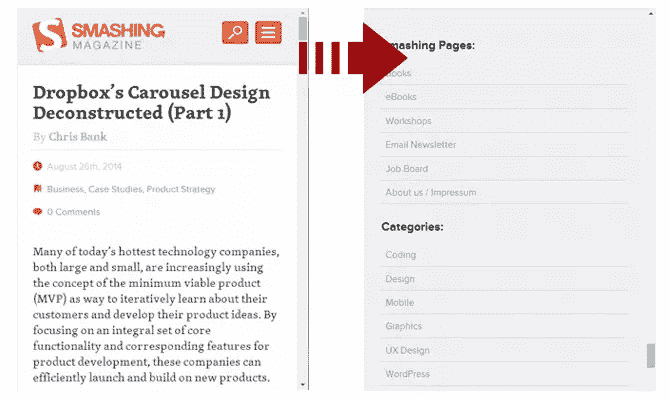 SMASHING
MAGAZINE
Dropbox's Carousel Design
Deconstructed (Part 1)
By Chris Bank
August 26th, 2014
Business, Case Studies, Product Strategy
0 Comments
Many of today's hottest technology companies,
both large and small, are increasingly using
the concept of the minimum viable product
(MVP) as way to iteratively learn about their
customers and develop their product ideas. By
focusing on an integral set of core
functionality and corresponding features for
product development, these companies can
efficiently launch and build on new products.
mashing Pages:
ooks
eBooks
Workshops
Email Newsletter
Job Board
About us / Impressum
Categories:
Coding
Design
Mobile
Graphics
UX Design
WordPress